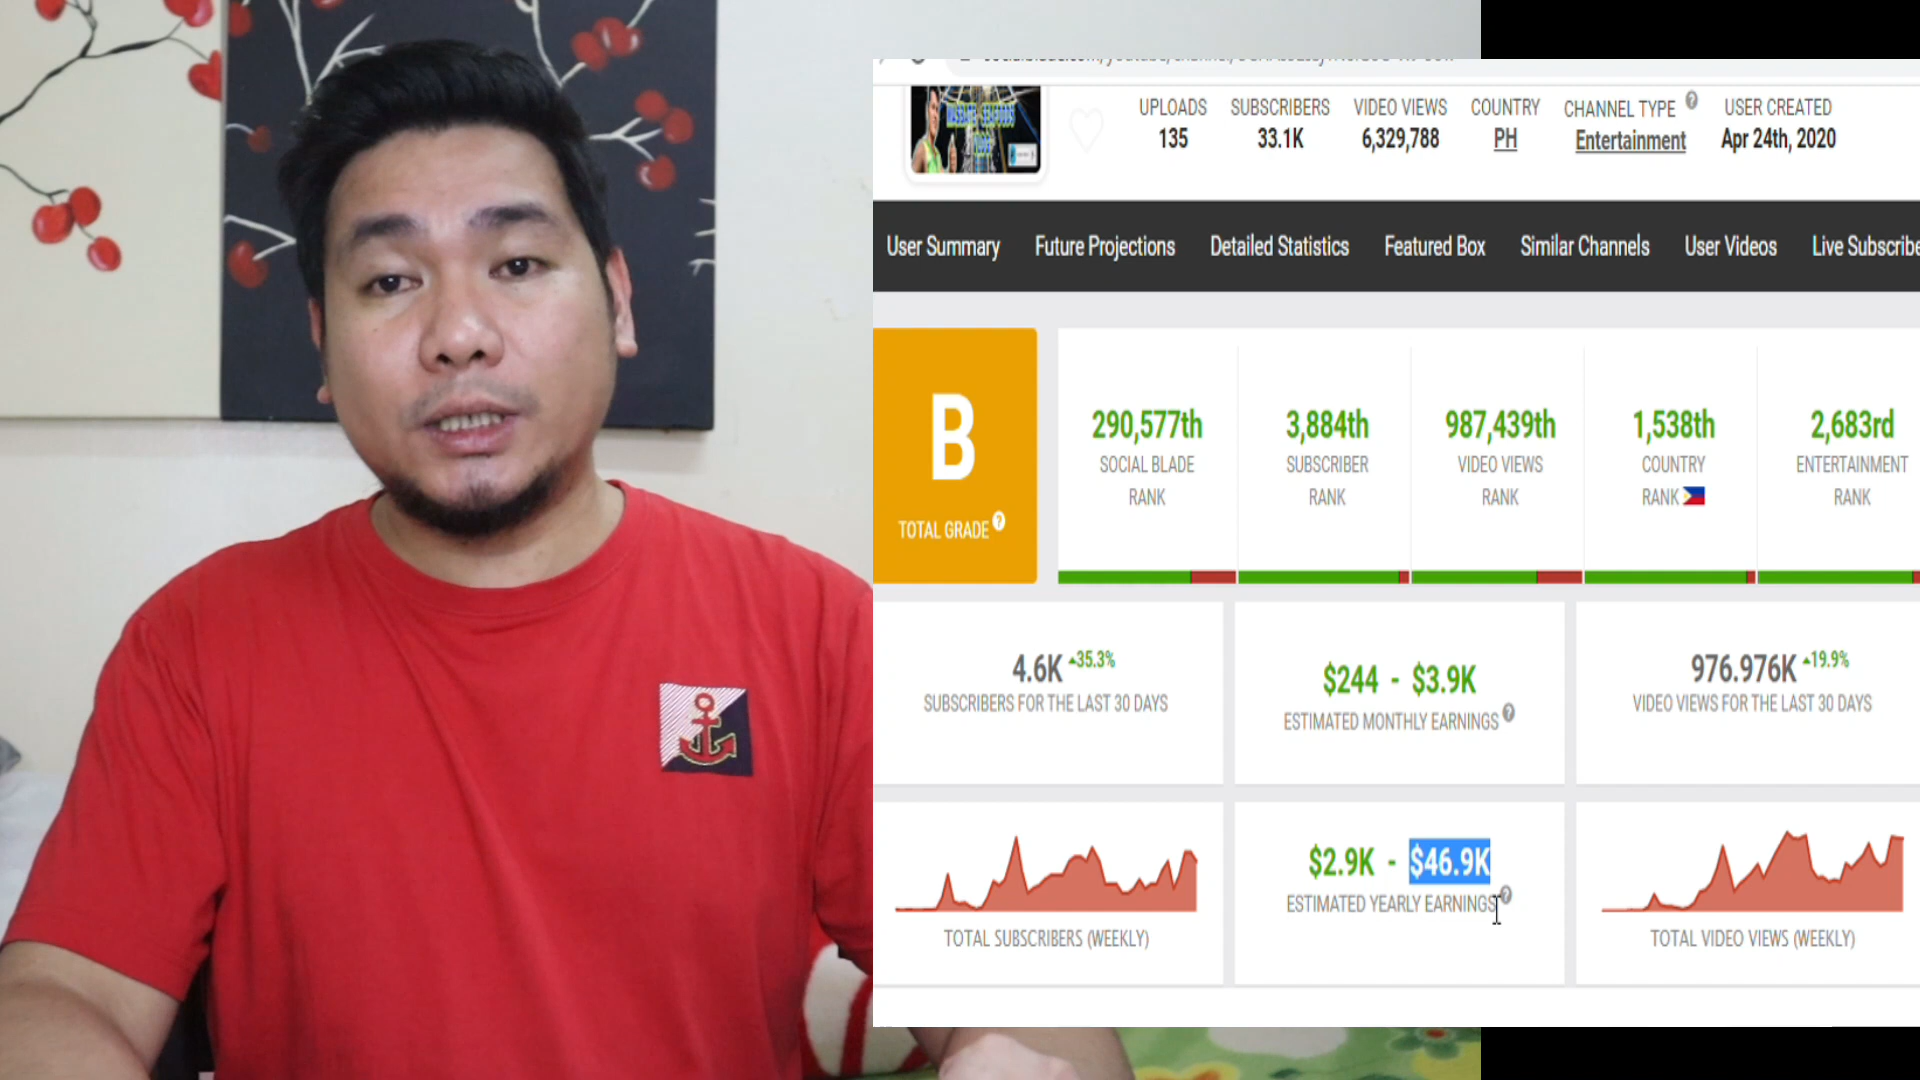 UPLOADS SUBSCRIBERS VIDEO VIEWS COUNTRY CHANNEL TYPE USER CREATED
135 33.1K 6,329,788 PH Entertainment Apr 24th, 2020
User Summary Future Projections Detailed Statistics Featured Box Similar Channels User Videos Live Subscribe
B
TOTAL GRADE
290,577th 3,884th 987,439th 1,538th 2,683rd
SOCIAL BLADE SUBSCRIBER VIDEO VIEWS COUNTRY ENTERTAINMENT
RANK RANK RANK RANK RANK
4.6K 35.3% $244 - $3.9K 976.976K 19.9%
SUBSCRIBERS FOR THE LAST 30 DAYS ESTIMATED MONTHLY EARNINGS VIDEO VIEWS FOR THE LAST 30 DAYS
$2.9K - $46.9K
ESTIMATED YEARLY EARNINGS
TOTAL SUBSCRIBERS (WEEKLY) TOTAL VIDEO VIEWS (WEEKLY)